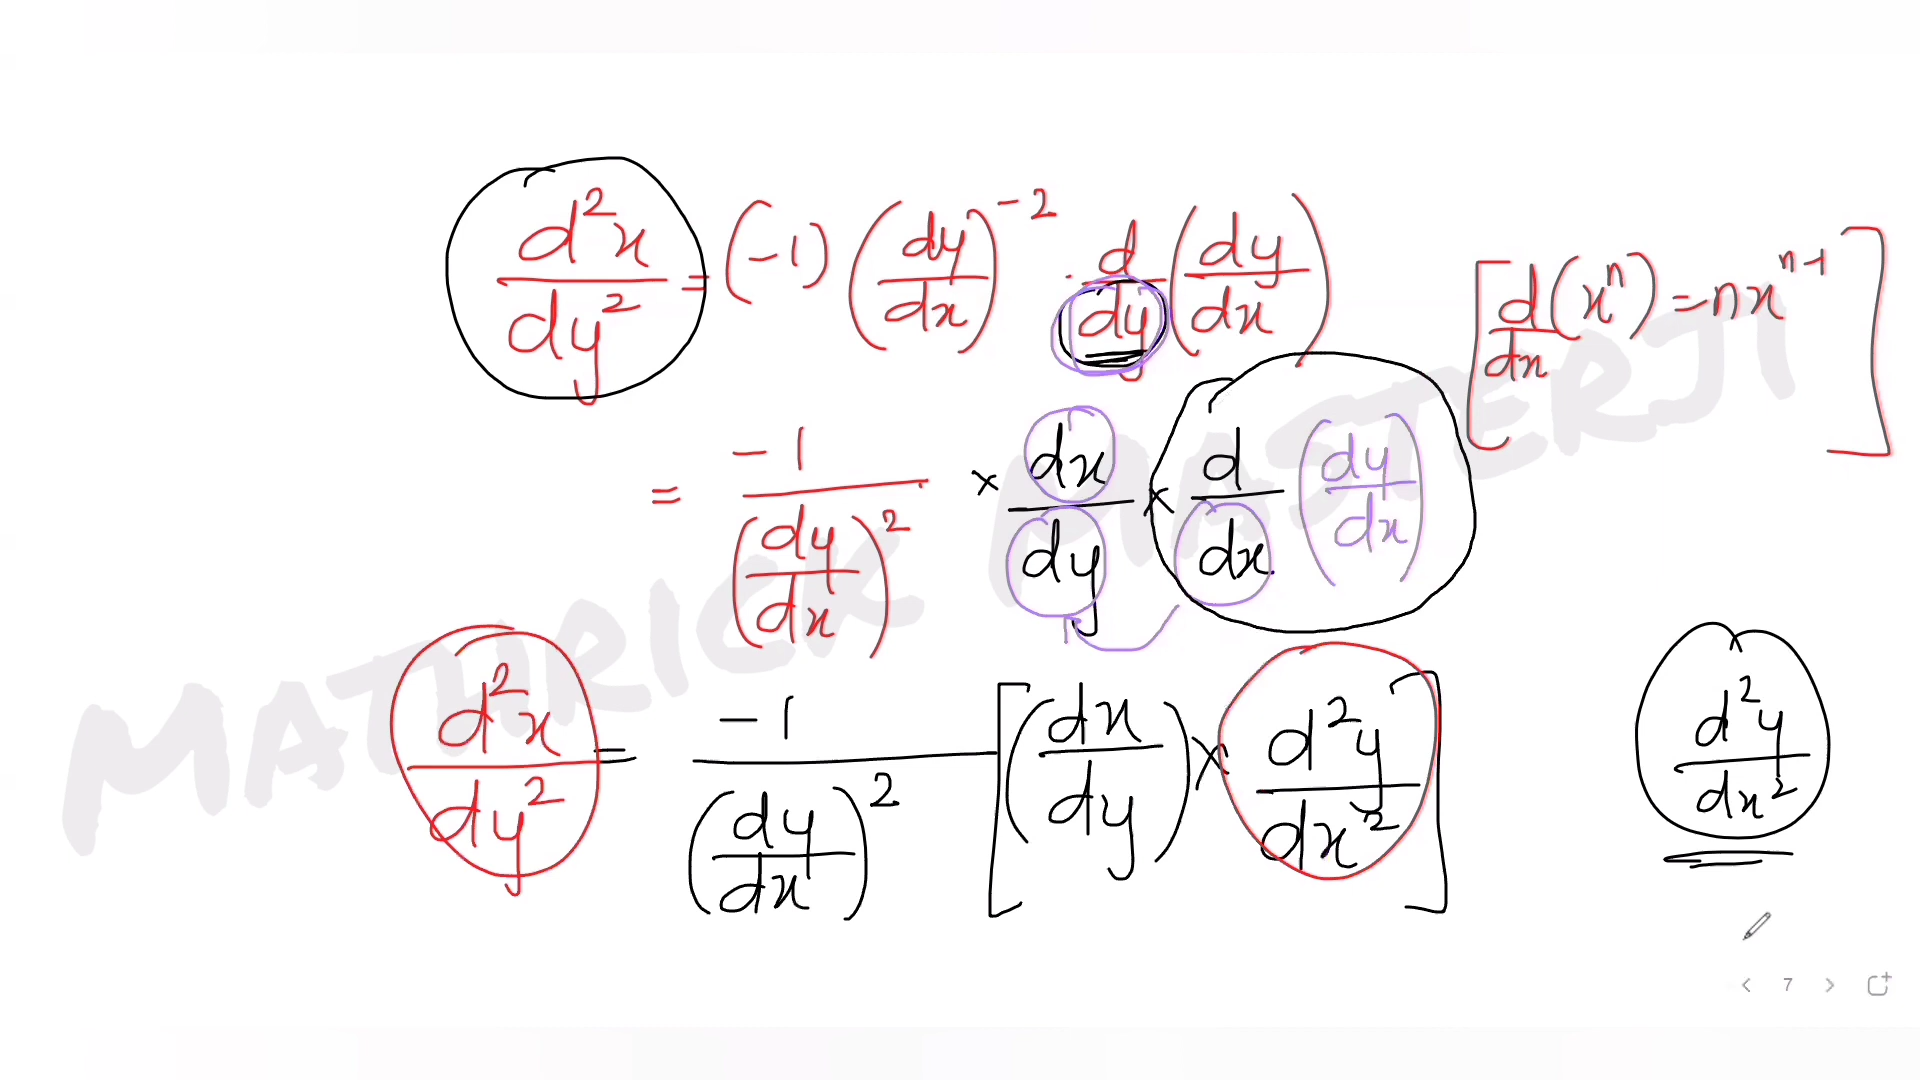 d²x/dy² = (-1) (dy/dx)⁻² · d/dy (dy/dx)
[d/dx (xⁿ) = nxⁿ⁻¹]
= -1/(dy/dx)² × dx/dy × d/dx (dy/dx)
d²x/dy² = -1/(dy/dx)² [(dx/dy) × d²y/dx²]
d²y/dx²
MATHRICK MASTERJI
< 7 >